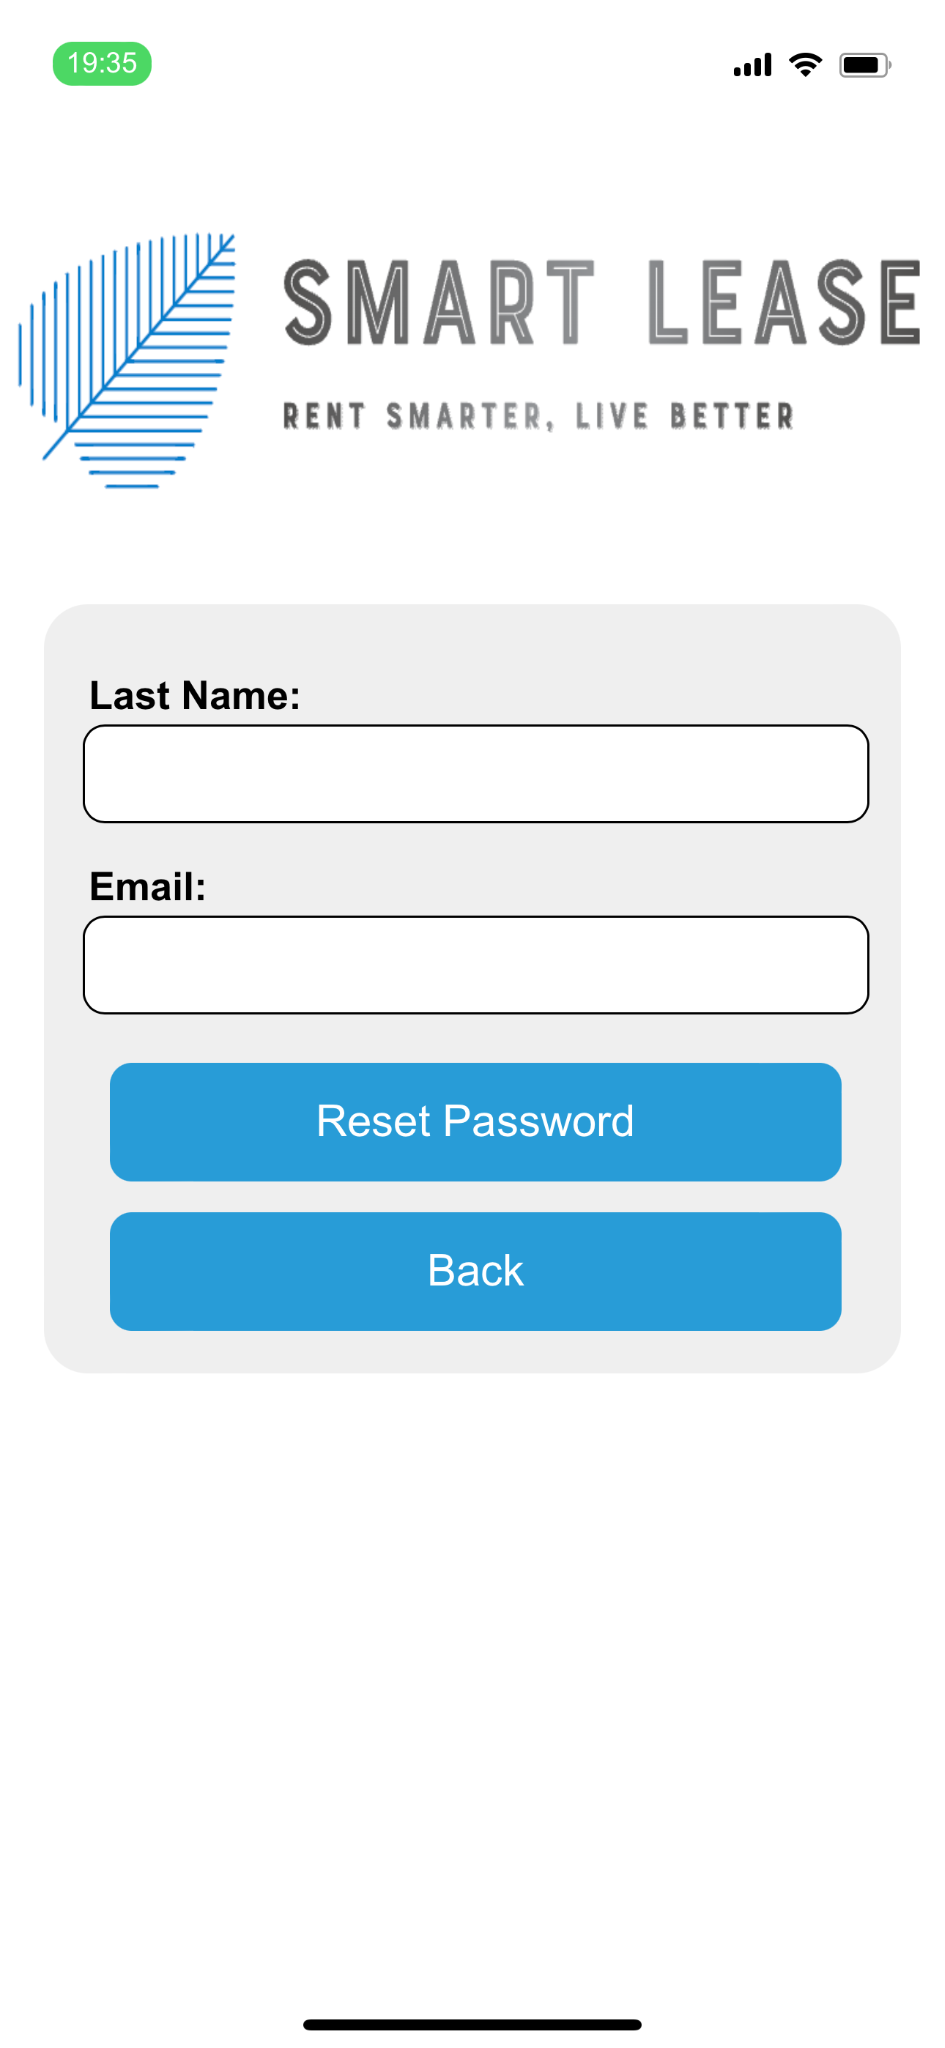 19:35
SMART LEASE
RENT SMARTER, LIVE BETTER
Last Name:
Email:
Reset Password
Back